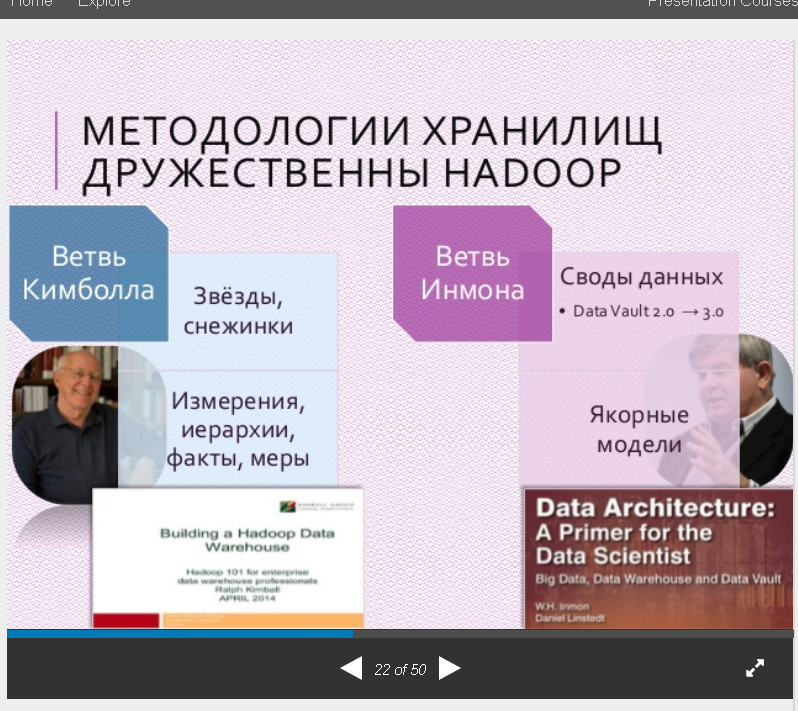 Home Explore Presentation Courses
МЕТОДОЛОГИИ ХРАНИЛИЩ
ДРУЖЕСТВЕННЫ HADOOP
Ветвь
Кимболла
Звёзды,
снежинки
Измерения,
иерархии,
факты, меры
Building a Hadoop Data
Warehouse
Hadoop 101 for enterprise
data warehouse professionals
Ralph Kimball
APRIL 2014
Ветвь
Инмона
Своды данных
• Data Vault 2.0 → 3.0
Якорные
модели
Data Architecture:
A Primer for the
Data Scientist
Big Data, Data Warehouse and Data Vault
W.H. Inmon
Daniel Linstedt
22 of 50